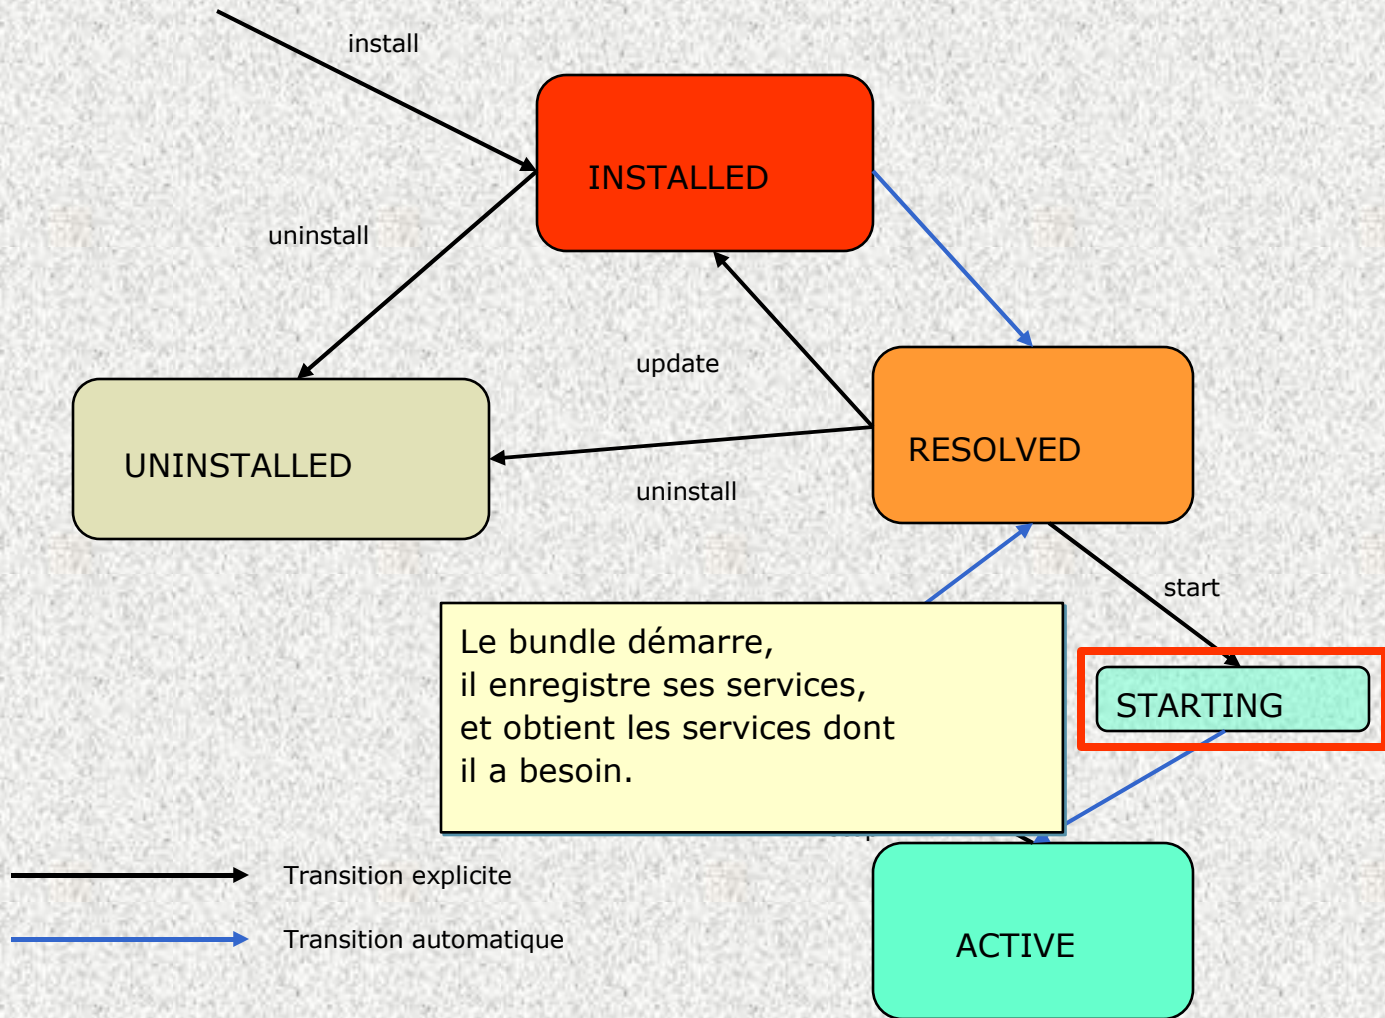 install
INSTALLED
uninstall
update
UNINSTALLED
RESOLVED
uninstall
start
Le bundle démarre,
il enregistre ses services,
et obtient les services dont
il a besoin.
STARTING
Transition explicite
Transition automatique
ACTIVE